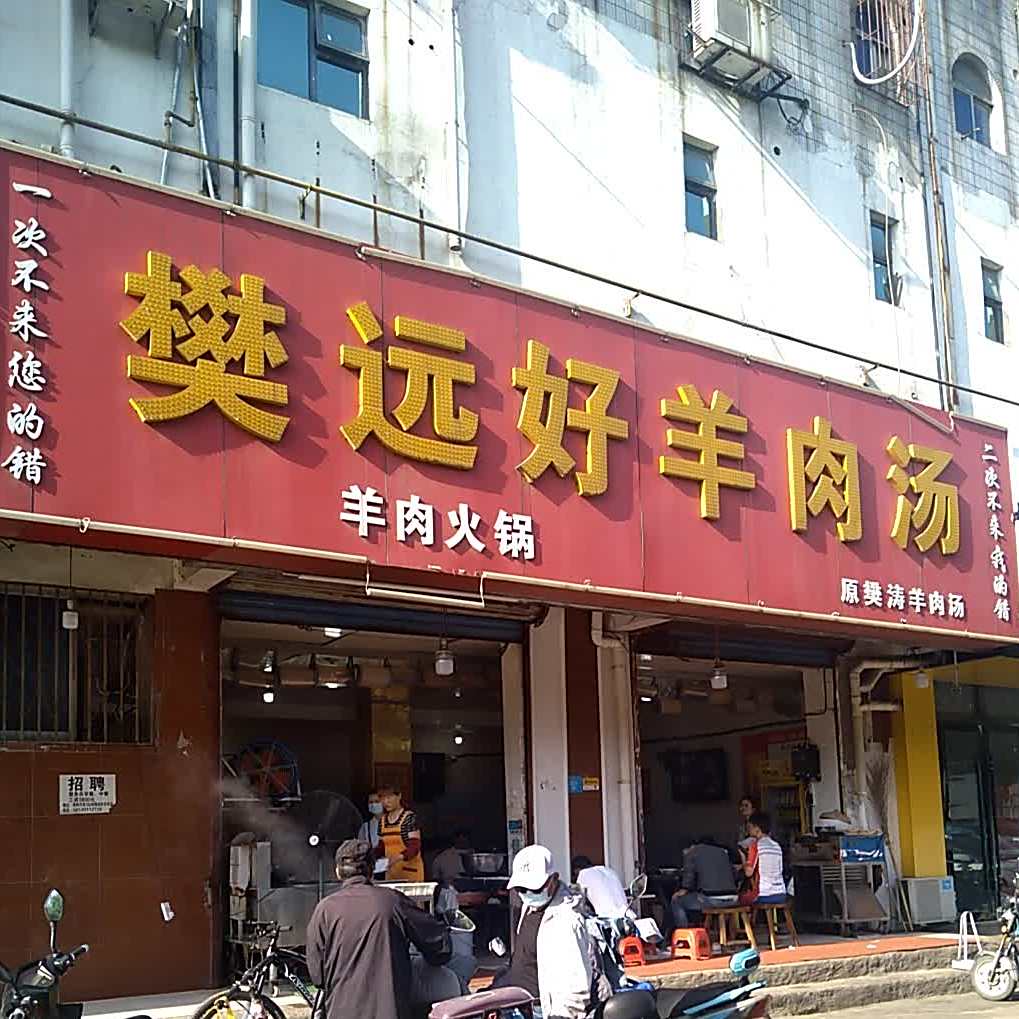 一次不来您的错
樊远好羊肉汤
羊肉火锅
原樊涛羊肉汤
二次不来我的错
招聘